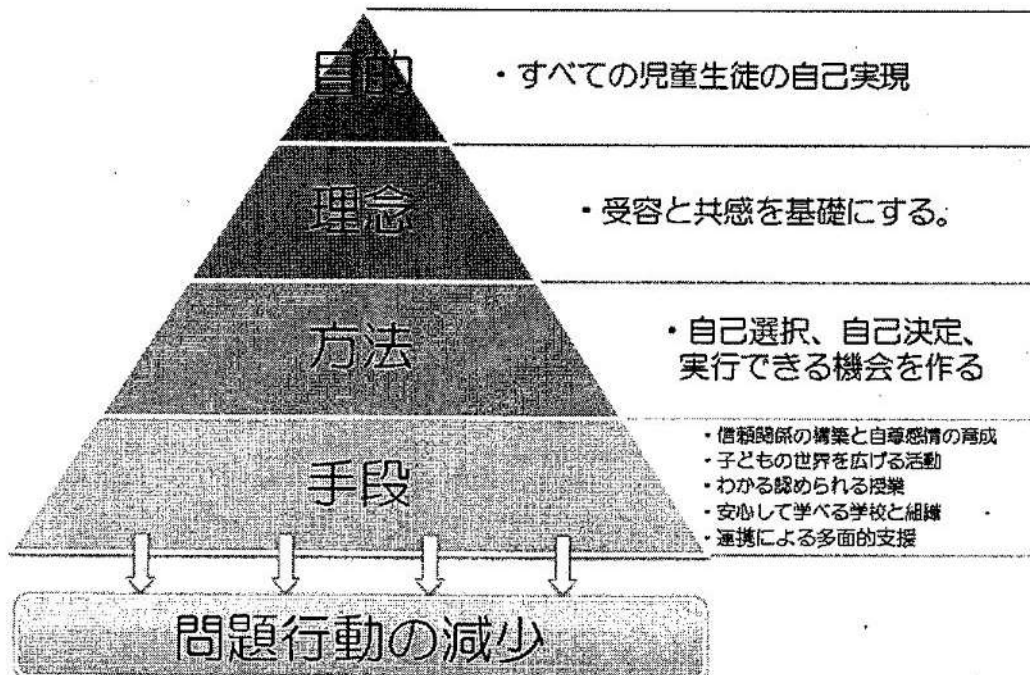 目的
・すべての児童生徒の自己実現
理念
・受容と共感を基礎にする。
方法
・自己選択、自己決定、
実行できる機会を作る
手段
・信頼関係の構築と自尊感情の育成
・子どもの世界を広げる活動
・わかる認められる授業
・安心して学べる学校と組織
・連携による多面的支援
問題行動の減少